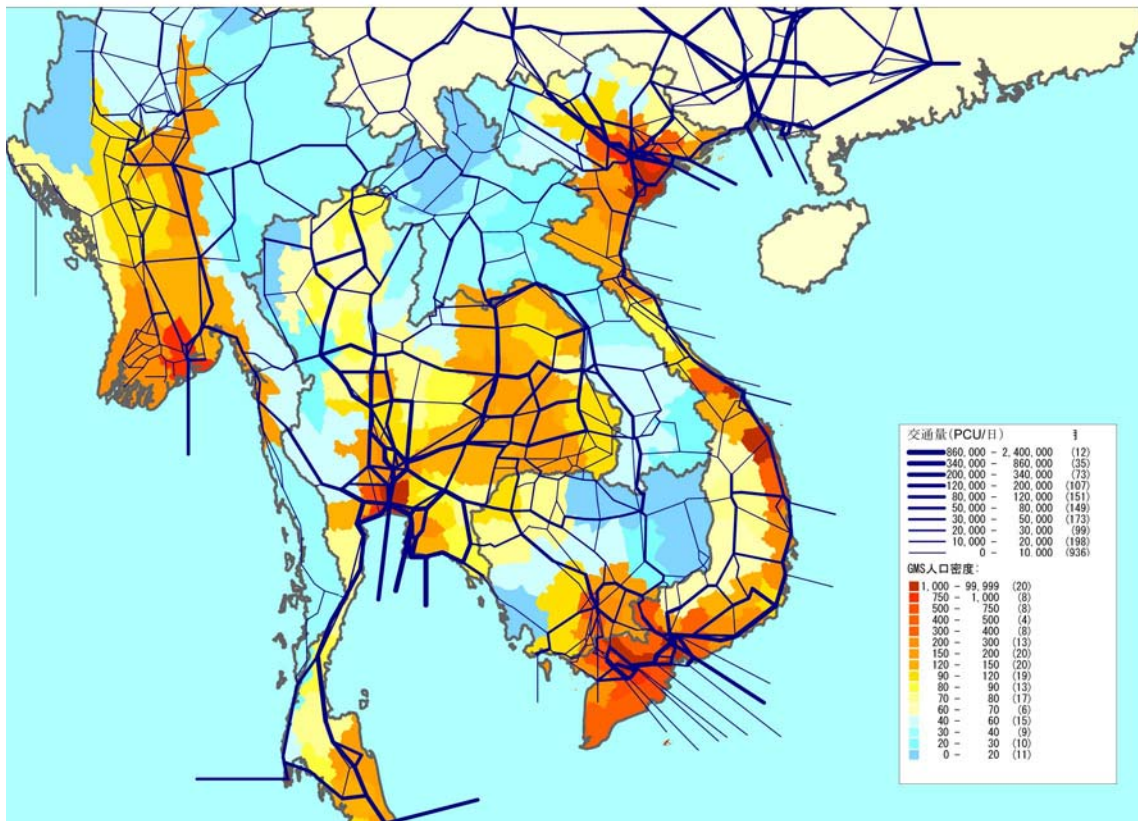 交通量(PCU/日)
860,000 - 2,400,000 (12)
340,000 - 860,000 (35)
200,000 - 340,000 (73)
120,000 - 200,000 (107)
80,000 - 120,000 (151)
50,000 - 80,000 (149)
30,000 - 50,000 (173)
20,000 - 30,000 (99)
10,000 - 20,000 (198)
0 - 10,000 (936)
GMS人口密度:
1,000 - 99,999 (20)
750 - 1,000 (8)
500 - 750 (8)
400 - 500 (4)
300 - 400 (8)
200 - 300 (13)
150 - 200 (20)
120 - 150 (20)
90 - 120 (19)
80 - 90 (13)
70 - 80 (17)
60 - 70 (6)
40 - 60 (15)
30 - 40 (9)
20 - 30 (10)
0 - 20 (11)